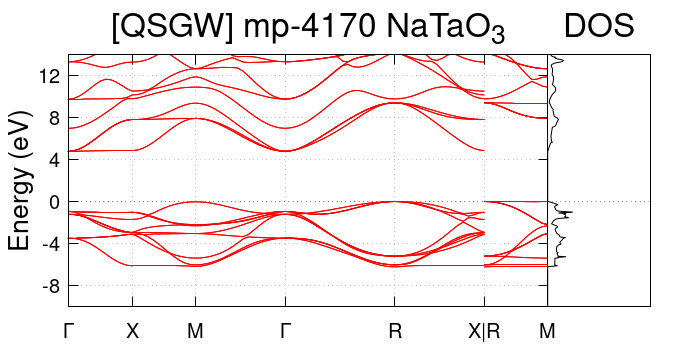 [QSGW] mp-4170 NaTaO₃ DOS
Energy (eV)
12
8
4
0
-4
-8
Γ X M Γ R X|R M